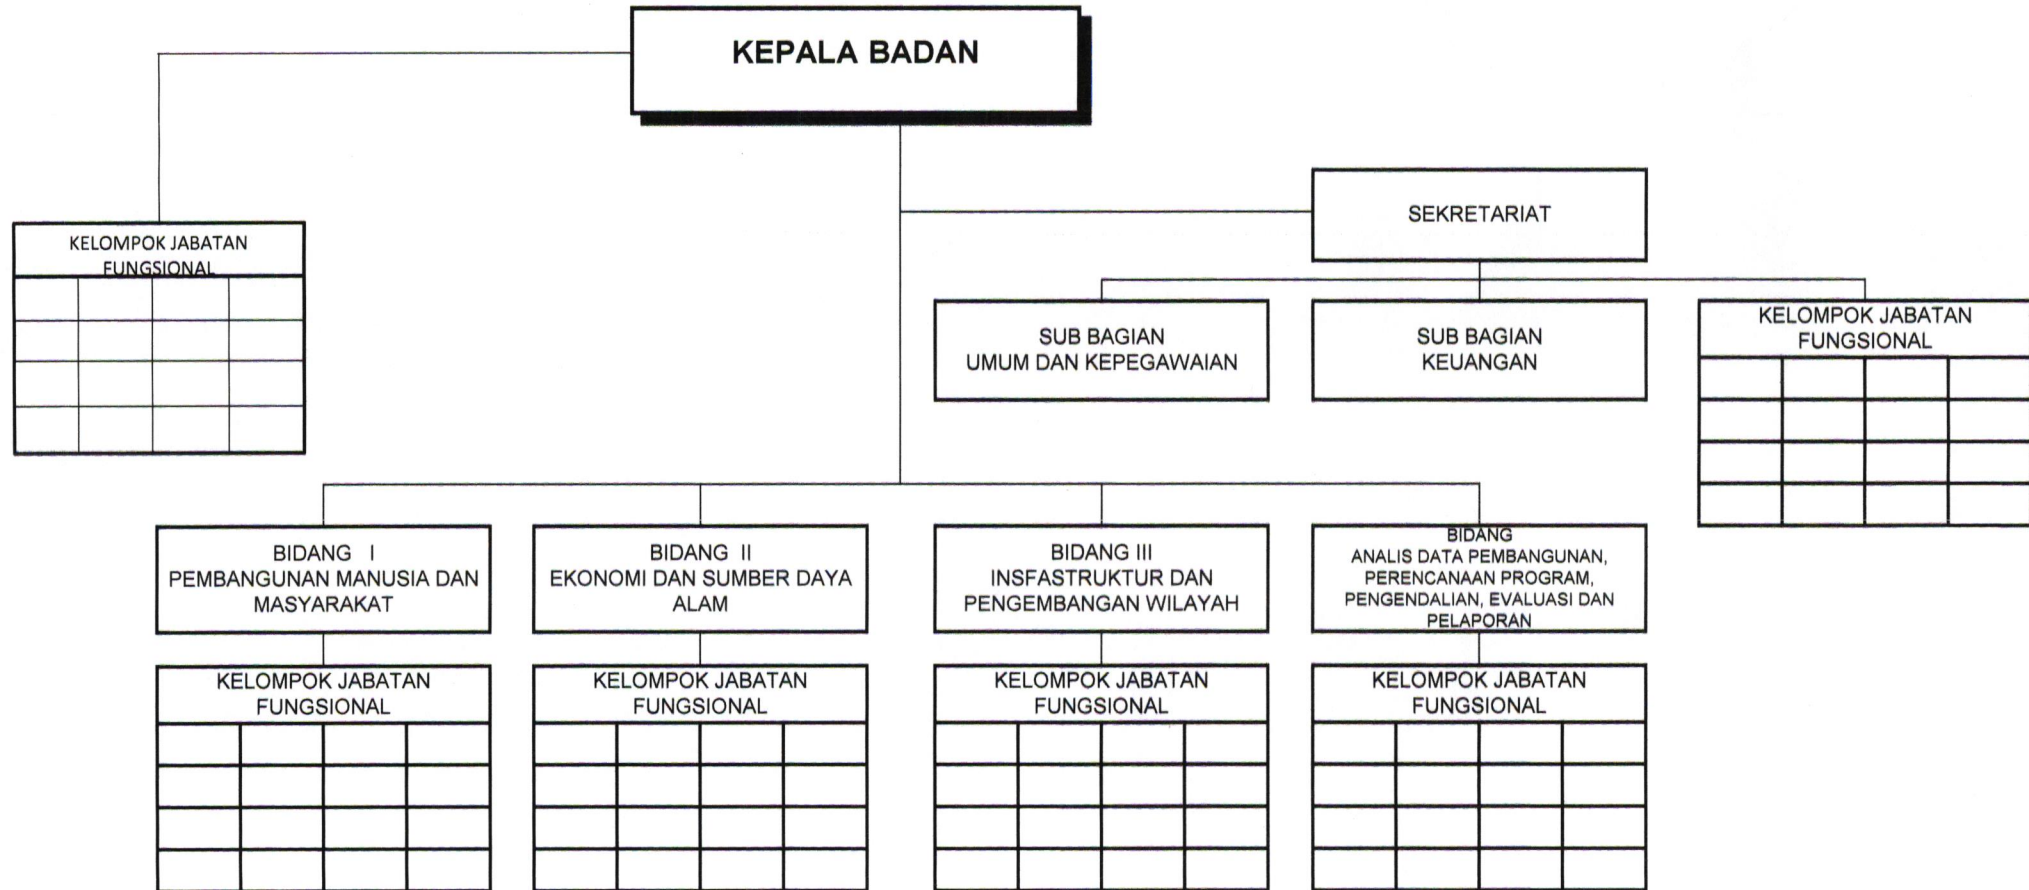 KEPALA BADAN
SEKRETARIAT
KELOMPOK JABATAN
FUNGSIONAL
SUB BAGIAN
UMUM DAN KEPEGAWAIAN
SUB BAGIAN
KEUANGAN
KELOMPOK JABATAN
FUNGSIONAL
BIDANG I
PEMBANGUNAN MANUSIA DAN
MASYARAKAT
BIDANG II
EKONOMI DAN SUMBER DAYA
ALAM
BIDANG III
INSFASTRUKTUR DAN
PENGEMBANGAN WILAYAH
BIDANG
ANALIS DATA PEMBANGUNAN,
PERENCANAAN PROGRAM,
PENGENDALIAN, EVALUASI DAN
PELAPORAN
KELOMPOK JABATAN
FUNGSIONAL
KELOMPOK JABATAN
FUNGSIONAL
KELOMPOK JABATAN
FUNGSIONAL
KELOMPOK JABATAN
FUNGSIONAL